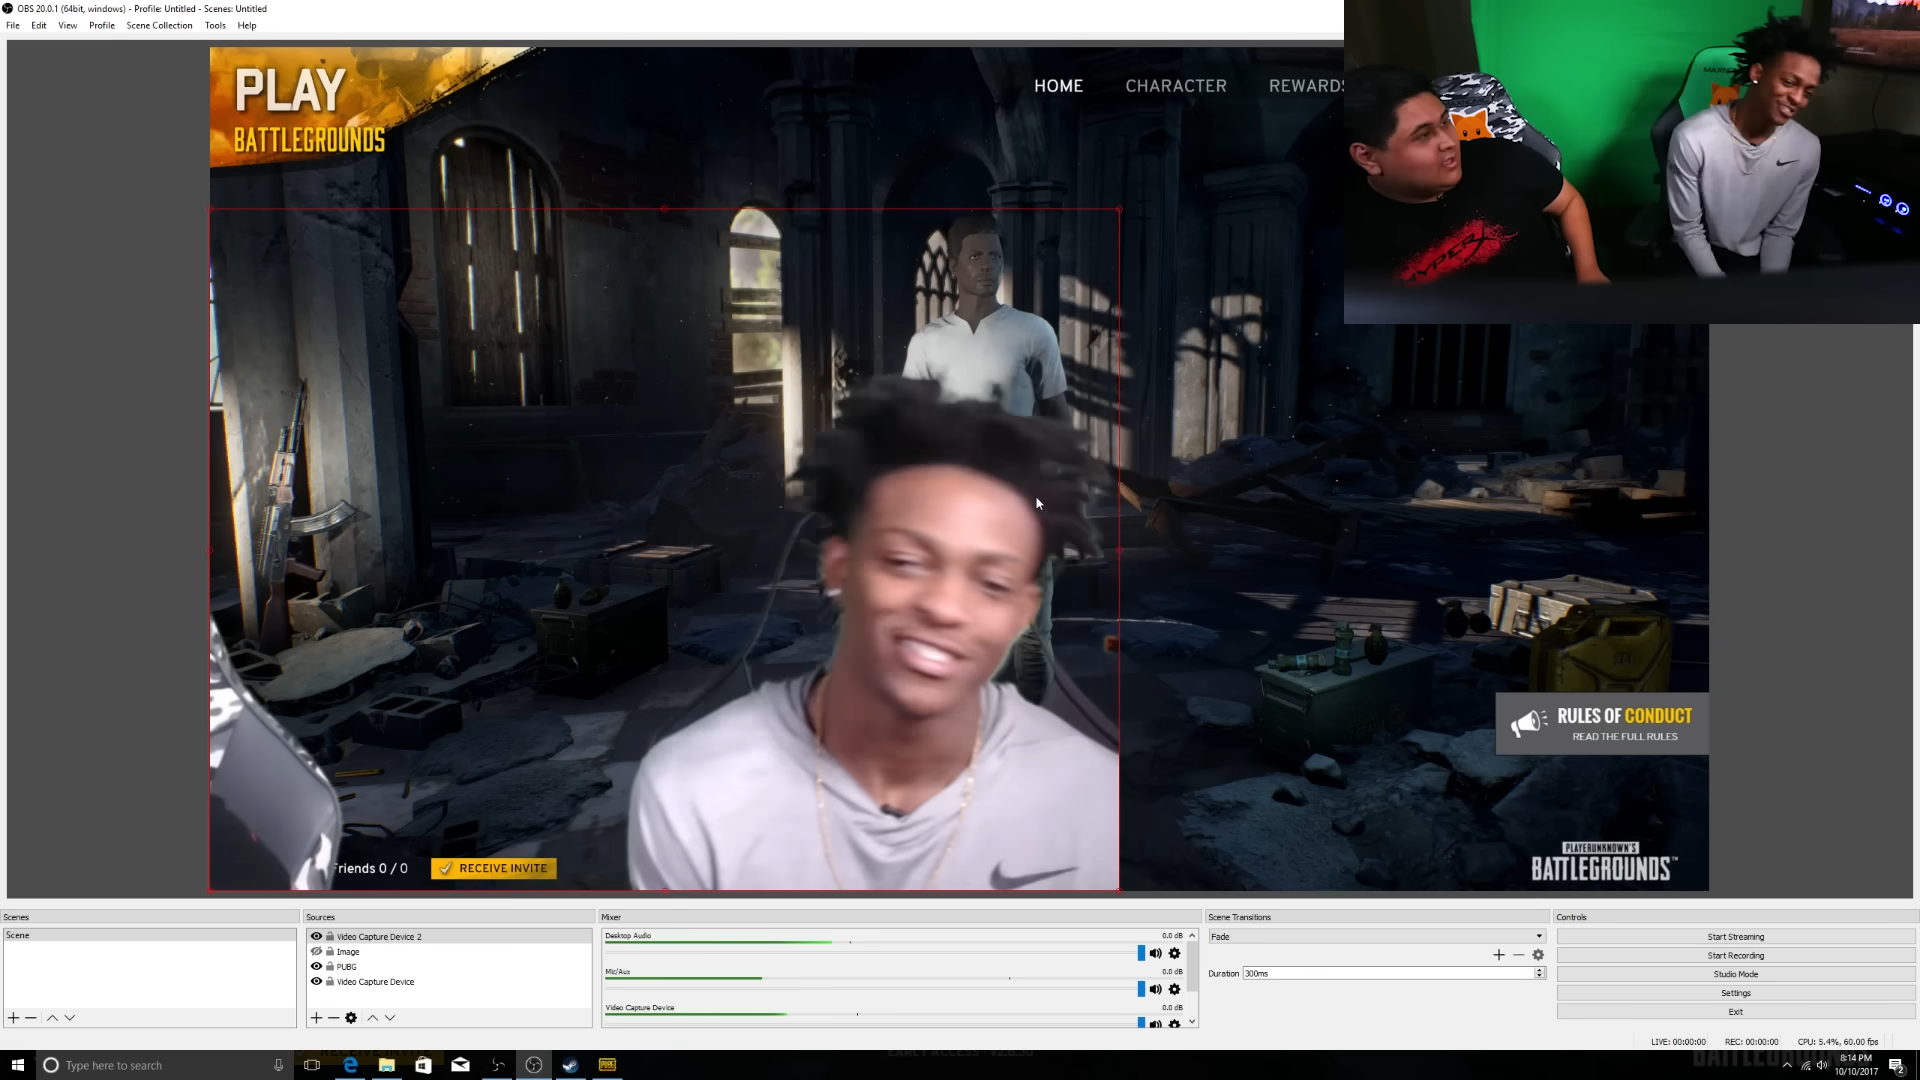 OBS 20.0.1 (64bit, windows) - Profile: Untitled - Scenes: Untitled
File Edit View Profile Scene Collection Tools Help
PLAY
BATTLEGROUNDS
HOME CHARACTER REWARDS
HYPERX
RULES OF CONDUCT
READ THE FULL RULES
PLAYERUNKNOWN'S
BATTLEGROUNDS
Friends 0 / 0
RECEIVE INVITE
Scenes
Scene
Sources
Video Capture Device 2
Image
PUBG
Video Capture Device
Mixer
Desktop Audio 0.0 dB
Mic/Aux 0.0 dB
Video Capture Device 0.0 dB
Scene Transitions
Fade
Duration 300ms
Controls
Start Streaming
Start Recording
Studio Mode
Settings
Exit
LIVE: 00:00:00 REC: 00:00:00 CPU: 5.4%, 60.00 fps
Type here to search
8:14 PM
10/10/2017
2